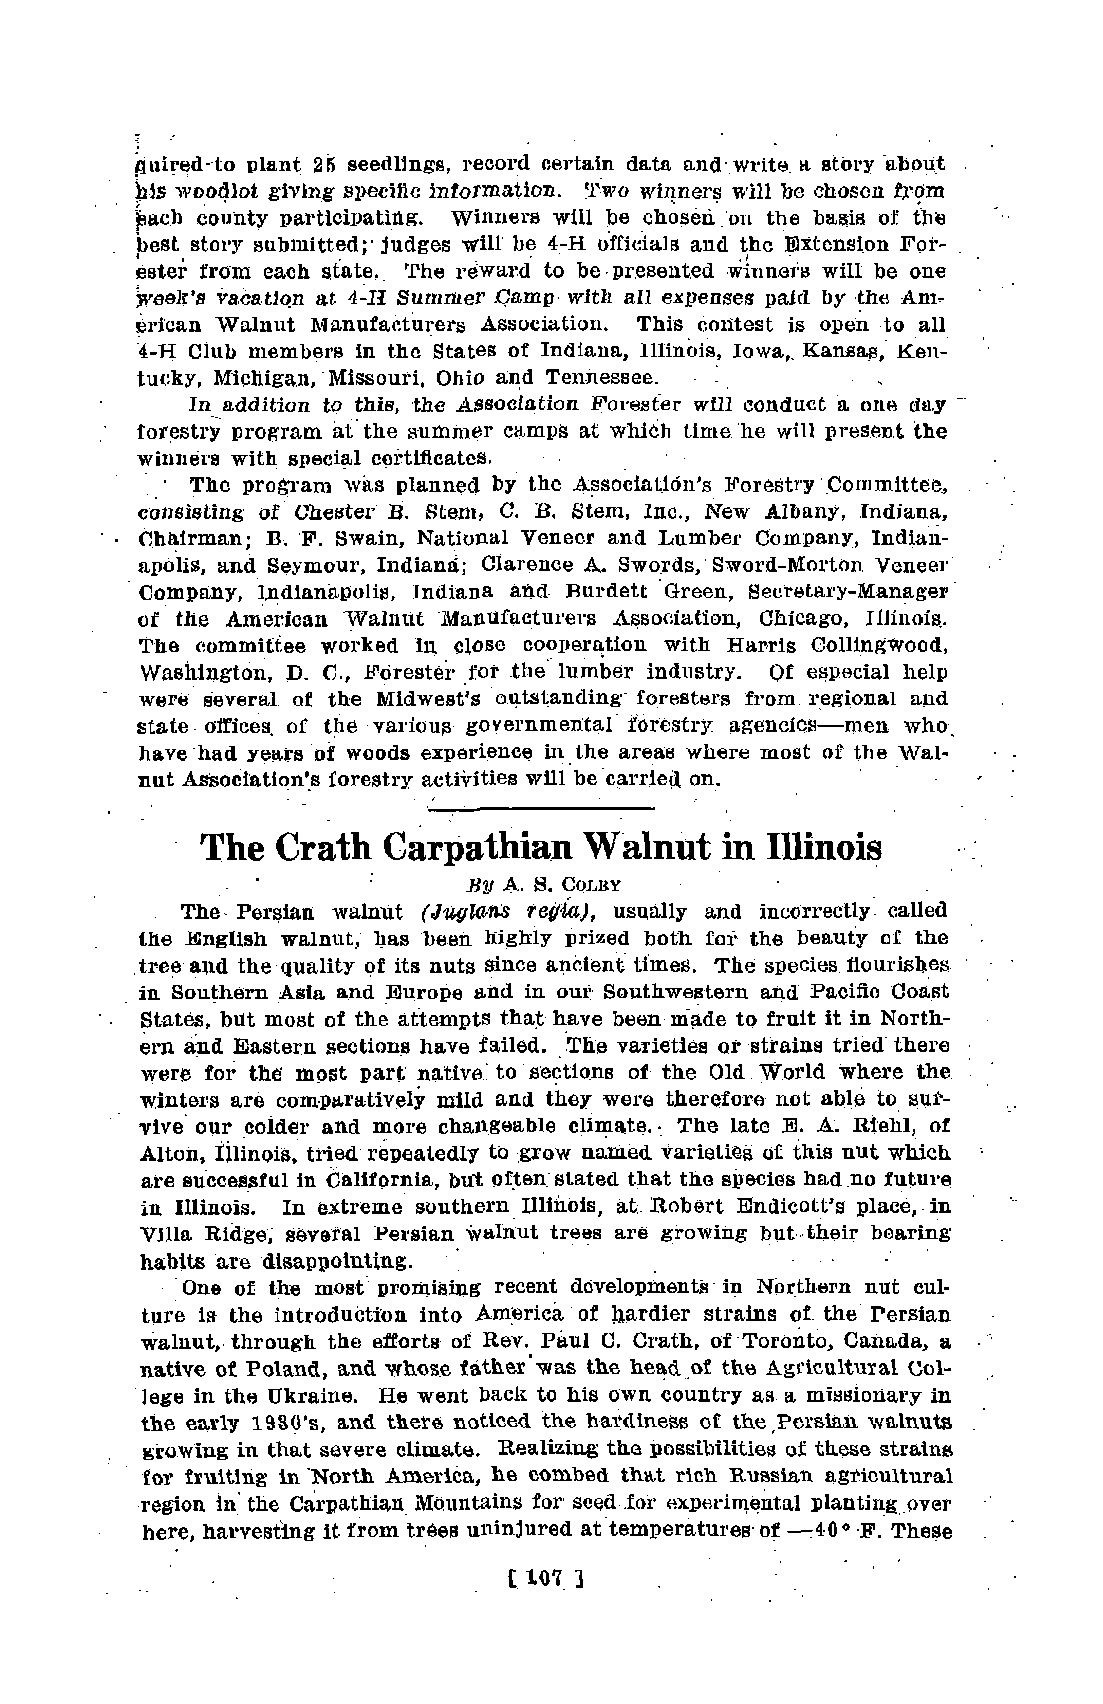 quired to plant 25 seedlings, record certain data and write a story about
his woodlot giving specific information. Two winners will be chosen from
each county participating. Winners will be chosen on the basis of the
best story submitted; judges will be 4-H officials and the Extension For-
ester from each state. The reward to be presented winners will be one
week's vacation at 4-H Summer Camp with all expenses paid by the Am-
erican Walnut Manufacturers Association. This contest is open to all
4-H Club members in the States of Indiana, Illinois, Iowa, Kansas, Ken-
tucky, Michigan, Missouri, Ohio and Tennessee.
In addition to this, the Association Forester will conduct a one day
forestry program at the summer camps at which time he will present the
winners with special certificates.
The program was planned by the Association's Forestry Committee,
consisting of Chester B. Stem, C. B. Stem, Inc., New Albany, Indiana,
Chairman; B. F. Swain, National Veneer and Lumber Company, Indian-
apolis, and Seymour, Indiana; Clarence A. Swords, Sword-Morton Veneer
Company, Indianapolis, Indiana and Burdett Green, Secretary-Manager
of the American Walnut Manufacturers Association, Chicago, Illinois.
The committee worked in close cooperation with Harris Collingwood,
Washington, D. C., Forester for the lumber industry. Of especial help
were several of the Midwest's outstanding foresters from regional and
state offices of the various governmental forestry agencies—men who
have had years of woods experience in the areas where most of the Wal-
nut Association's forestry activities will be carried on.
The Crath Carpathian Walnut in Illinois
By A. S. COLBY
The Persian walnut (Juglans regia), usually and incorrectly called
the English walnut, has been highly prized both for the beauty of the
tree and the quality of its nuts since ancient times. The species flourishes
in Southern Asia and Europe and in our Southwestern and Pacific Coast
States, but most of the attempts that have been made to fruit it in North-
ern and Eastern sections have failed. The varieties or strains tried there
were for the most part native to sections of the Old World where the
winters are comparatively mild and they were therefore not able to sur-
vive our colder and more changeable climate. The late E. A. Riehl, of
Alton, Illinois, tried repeatedly to grow named varieties of this nut which
are successful in California, but often stated that the species had no future
in Illinois. In extreme southern Illinois, at Robert Endicott's place, in
Villa Ridge, several Persian walnut trees are growing but their bearing
habits are disappointing.
One of the most promising recent developments in Northern nut cul-
ture is the introduction into America of hardier strains of the Persian
walnut, through the efforts of Rev. Paul C. Crath, of Toronto, Canada, a
native of Poland, and whose father was the head of the Agricultural Col-
lege in the Ukraine. He went back to his own country as a missionary in
the early 1930's, and there noticed the hardiness of the Persian walnuts
growing in that severe climate. Realizing the possibilities of these strains
for fruiting in North America, he combed that rich Russian agricultural
region in the Carpathian Mountains for seed for experimental planting over
here, harvesting it from trees uninjured at temperatures of —40° F. These
[ 107 ]